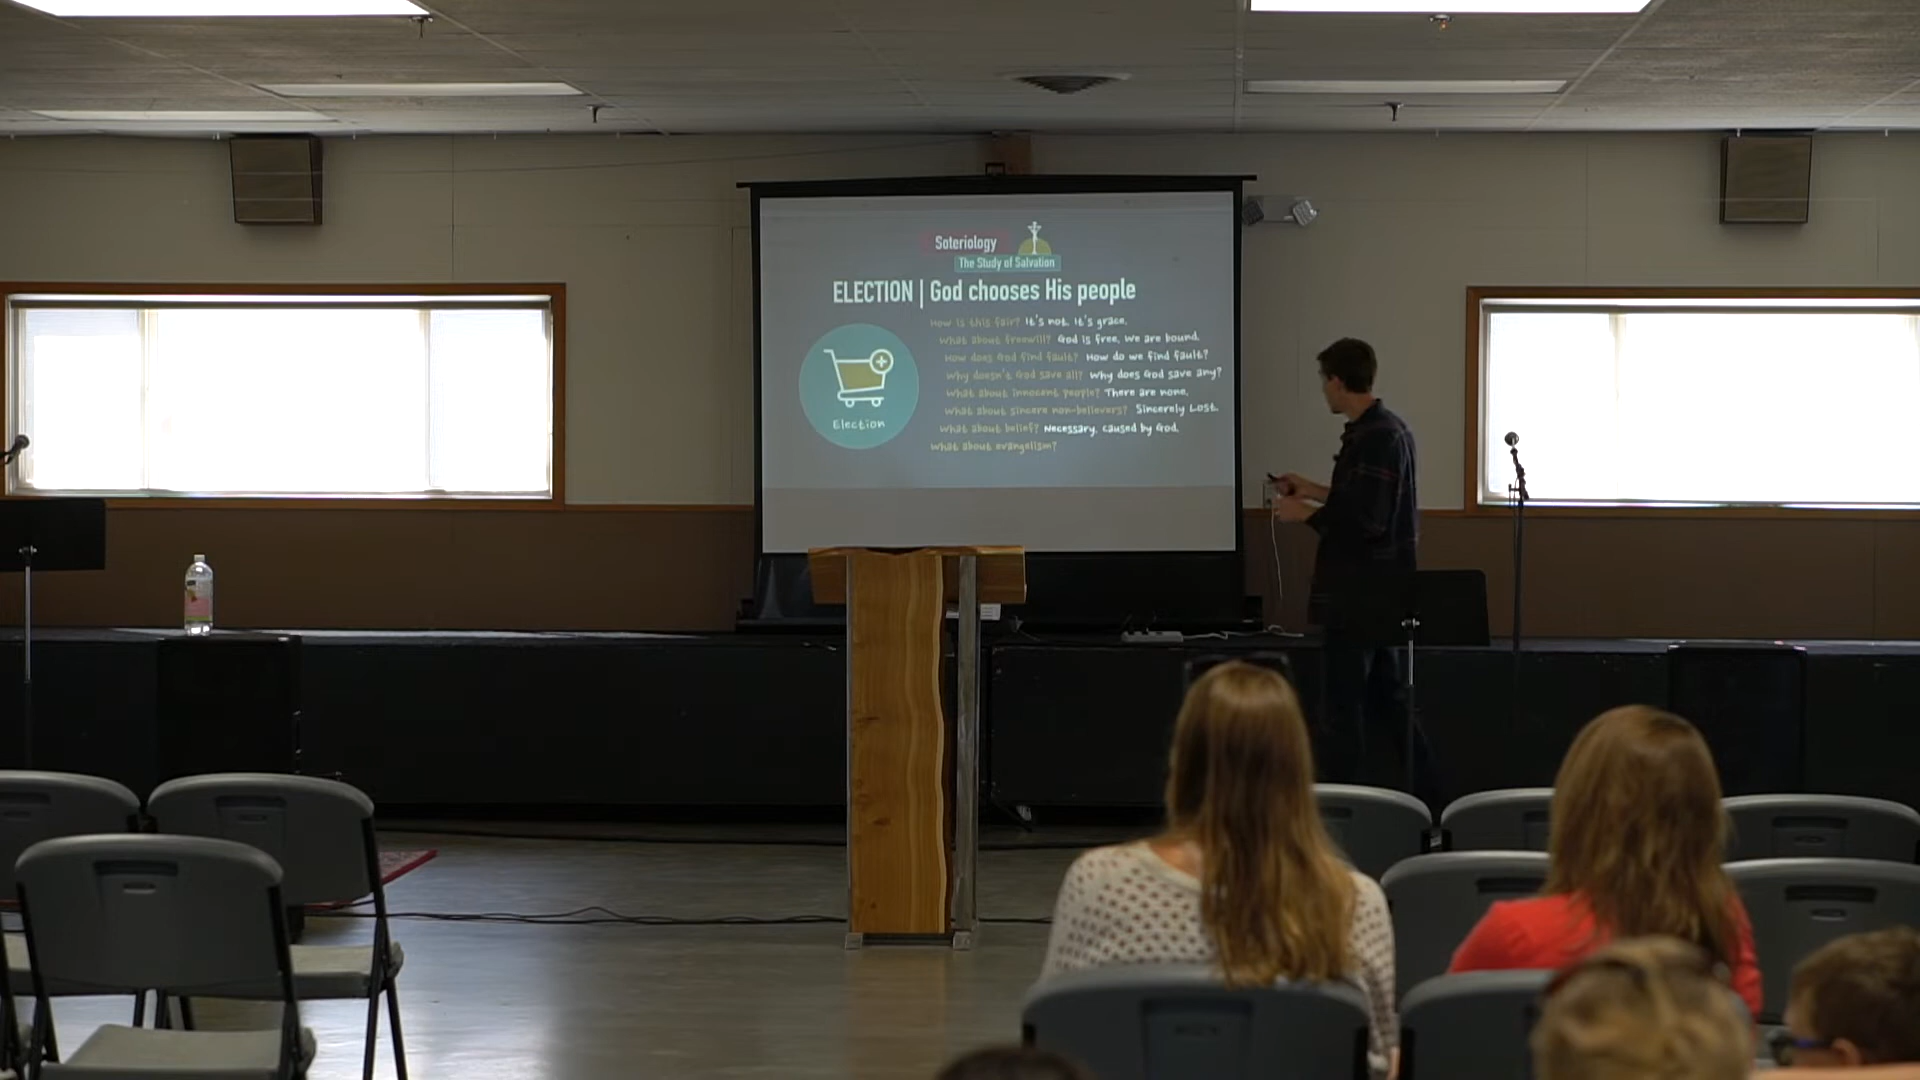 Soteriology
The Study of Salvation
ELECTION | God chooses His people
How is this fair? It's not. It's grace.
What about freewill? God is free, We are bound.
How does God find fault? How do we find fault?
Why doesn't God save all? Why does God save any?
What about innocent people? There are none.
What about sincere non-believers? Sincerely Lost.
What about belief? Necessary, caused by God.
What about evangelism?
Election